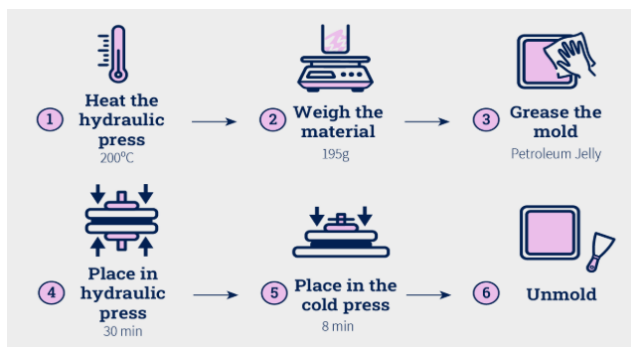 1
Heat the
hydraulic
press
200ºC
2
Weigh the
material
195g
3
Grease the
mold
Petroleum Jelly
4
Place in
hydraulic
press
30 min
5
Place in the
cold press
8 min
6
Unmold